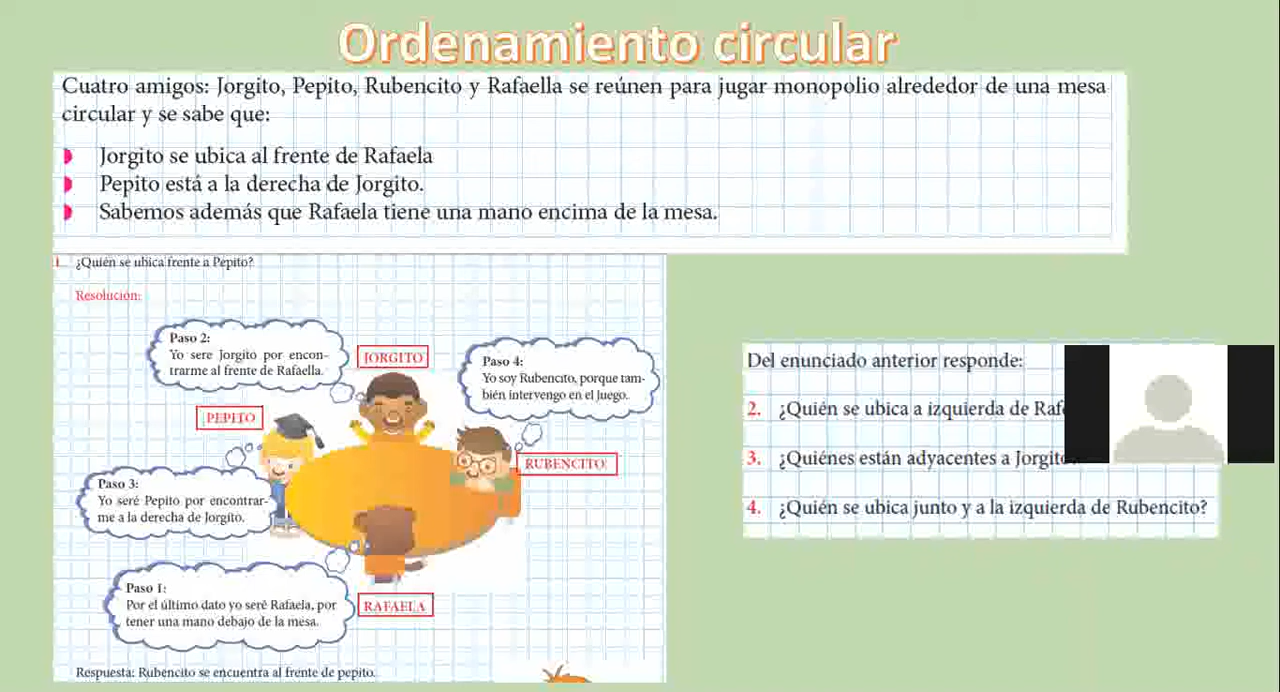 Ordenamiento circular
Cuatro amigos: Jorgito, Pepito, Rubencito y Rafaella se reúnen para jugar monopolio alrededor de una mesa
circular y se sabe que:
Jorgito se ubica al frente de Rafaela
Pepito está a la derecha de Jorgito.
Sabemos además que Rafaela tiene una mano encima de la mesa.
1. ¿Quién se ubica frente a Pepito?
Resolución:
Paso 2:
Yo sere Jorgito por encon-
trarme al frente de Rafaella.
JORGITO
Paso 4:
Yo soy Rubencito, porque tam-
bién intervengo en el juego.
PEPITO
RUBENCITO
Paso 3:
Yo seré Pepito por encontrar-
me a la derecha de Jorgito.
Paso 1:
Por el último dato yo seré Rafaela, por
tener una mano debajo de la mesa.
RAFAELA
Respuesta: Rubencito se encuentra al frente de pepito.
Del enunciado anterior responde:
2. ¿Quién se ubica a izquierda de
3. ¿Quiénes están adyacentes a Jorgito
4. ¿Quién se ubica junto y a la izquierda de Rubencito?